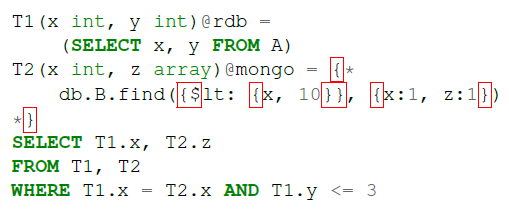 T1(x int, y int)@rdb =
(SELECT x, y FROM A)
T2(x int, z array)@mongo = {*
db.B.find({$lt: {x, 10}}, {x:1, z:1})
*}
SELECT T1.x, T2.z
FROM T1, T2
WHERE T1.x = T2.x AND T1.y <= 3